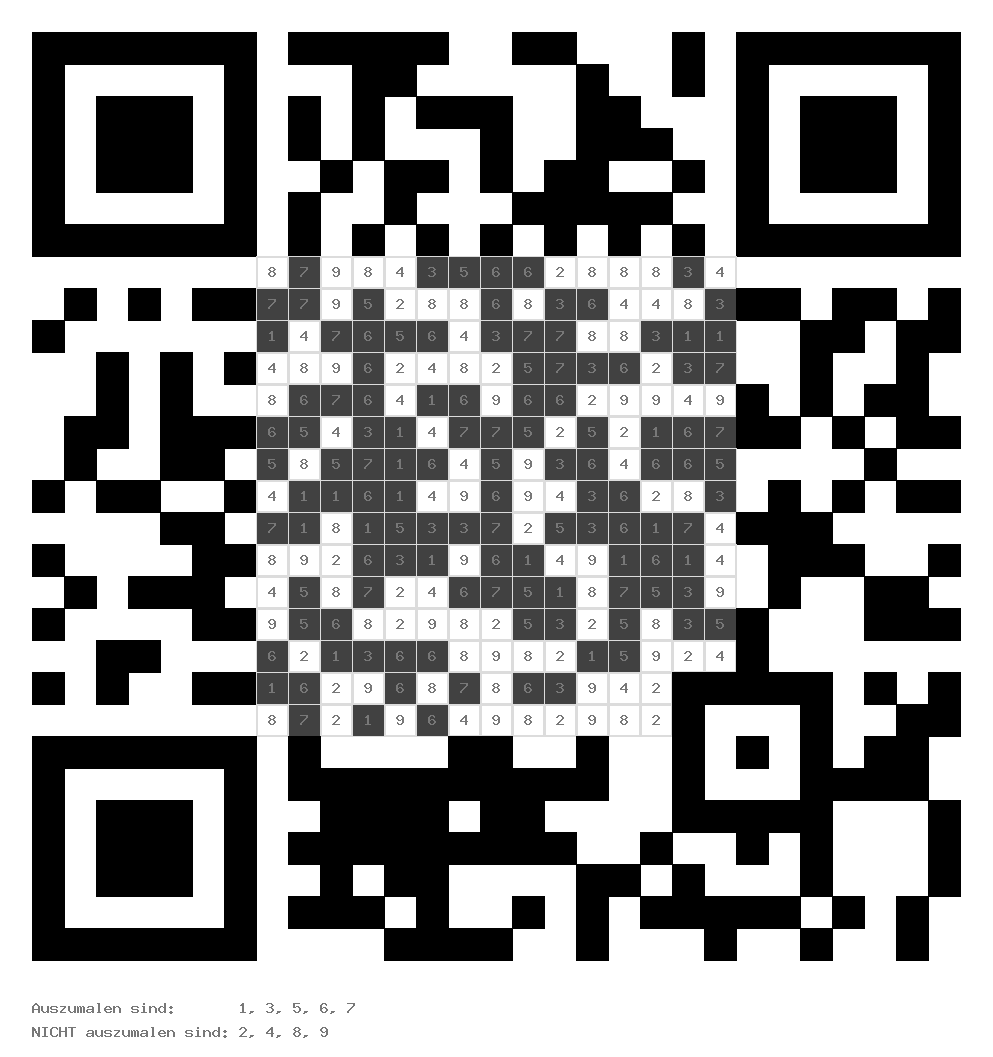 8 7 9 8 4 3 5 6 6 2 8 8 8 3 4
7 7 9 5 2 8 8 6 8 3 6 4 4 8 3
1 4 7 6 5 6 4 3 7 7 8 8 3 1 1
4 8 9 6 2 4 8 2 5 7 3 6 2 3 7
8 6 7 6 4 1 6 9 6 6 2 9 9 4 9
6 5 4 3 1 4 7 7 5 2 5 2 1 6 7
5 8 5 7 1 6 4 5 9 3 6 4 6 6 5
4 1 1 6 1 4 9 6 9 4 3 6 2 8 3
7 1 8 1 5 3 3 7 2 5 3 6 1 7 4
8 9 2 6 3 1 9 6 1 4 9 1 6 1 4
4 5 8 7 2 4 6 7 5 1 8 7 5 3 9
9 5 6 8 2 9 8 2 5 3 2 5 8 3 5
6 2 1 3 6 6 8 9 8 2 1 5 9 2 4
1 6 2 9 6 8 7 8 6 3 9 4 2
8 7 2 1 9 6 4 9 8 2 9 8 2
Auszumalen sind: 1, 3, 5, 6, 7
NICHT auszumalen sind: 2, 4, 8, 9